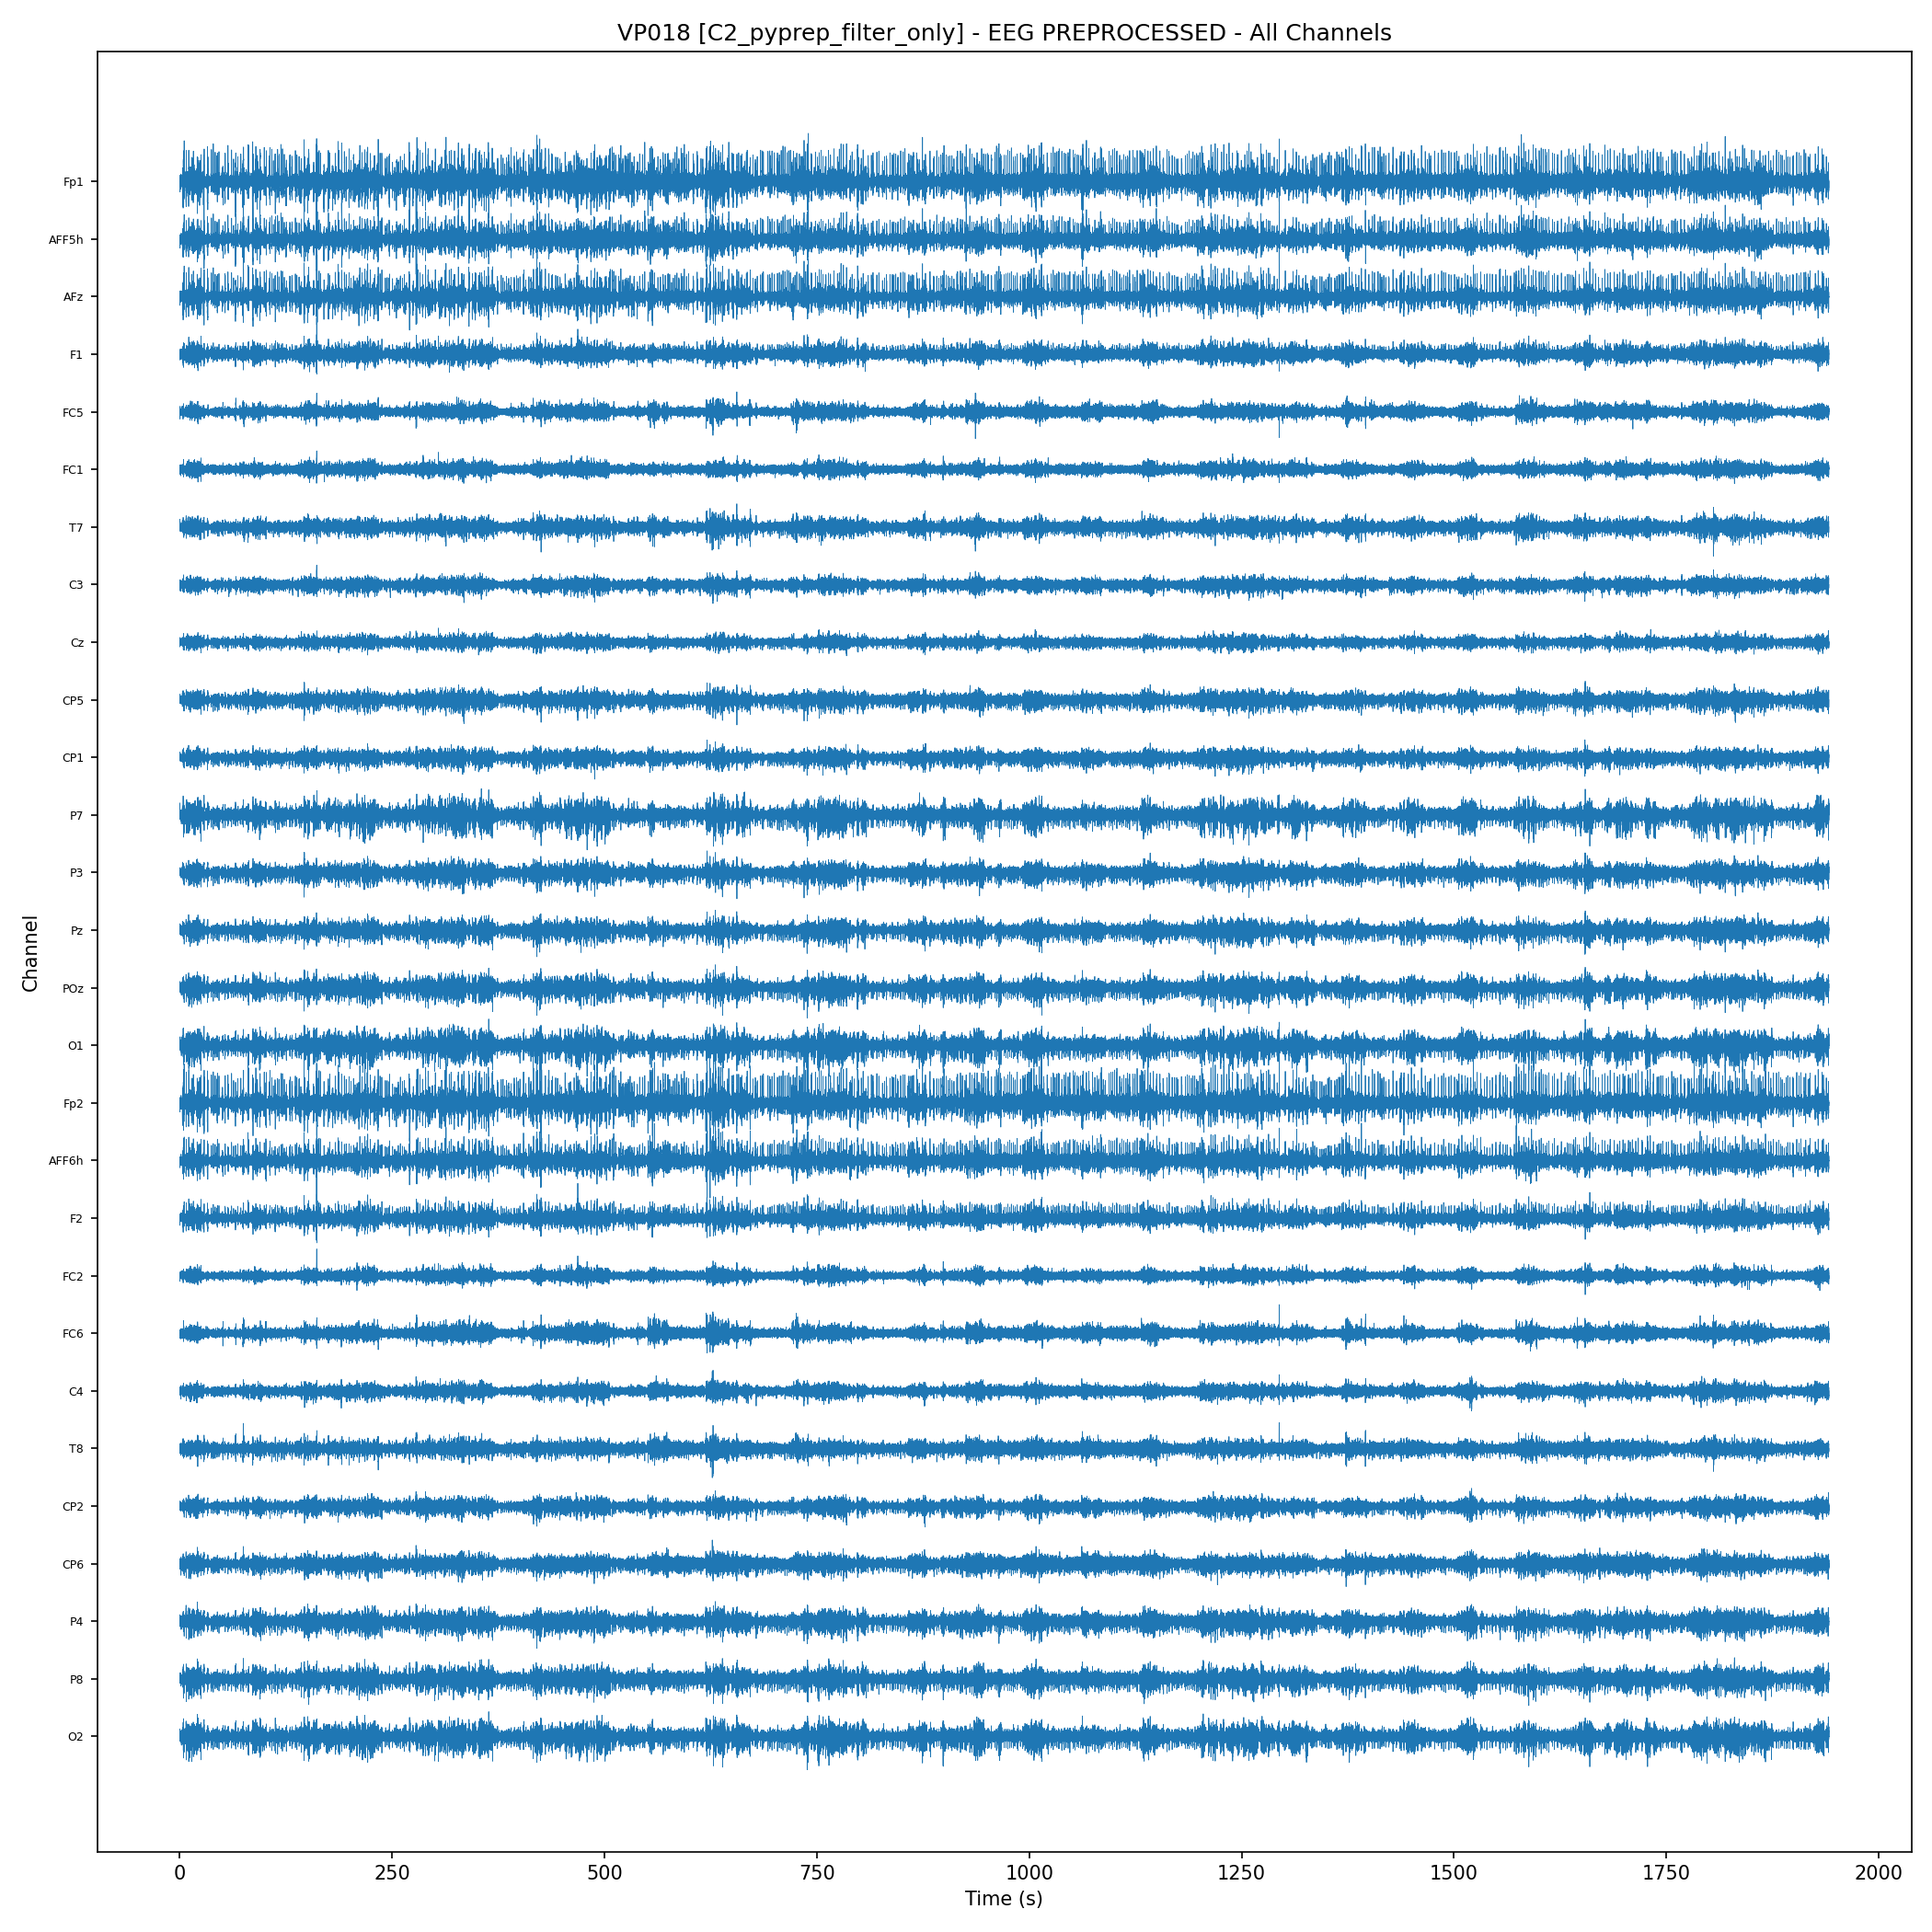 VP018 [C2_pyprep_filter_only] - EEG PREPROCESSED - All Channels
Fp1
AFF5h
AFz
F1
FC5
FC1
T7
C3
Cz
CP5
CP1
P7
P3
Pz
POz
O1
Fp2
AFF6h
F2
FC2
FC6
C4
T8
CP2
CP6
P4
P8
O2
Channel
0 250 500 750 1000 1250 1500 1750 2000
Time (s)